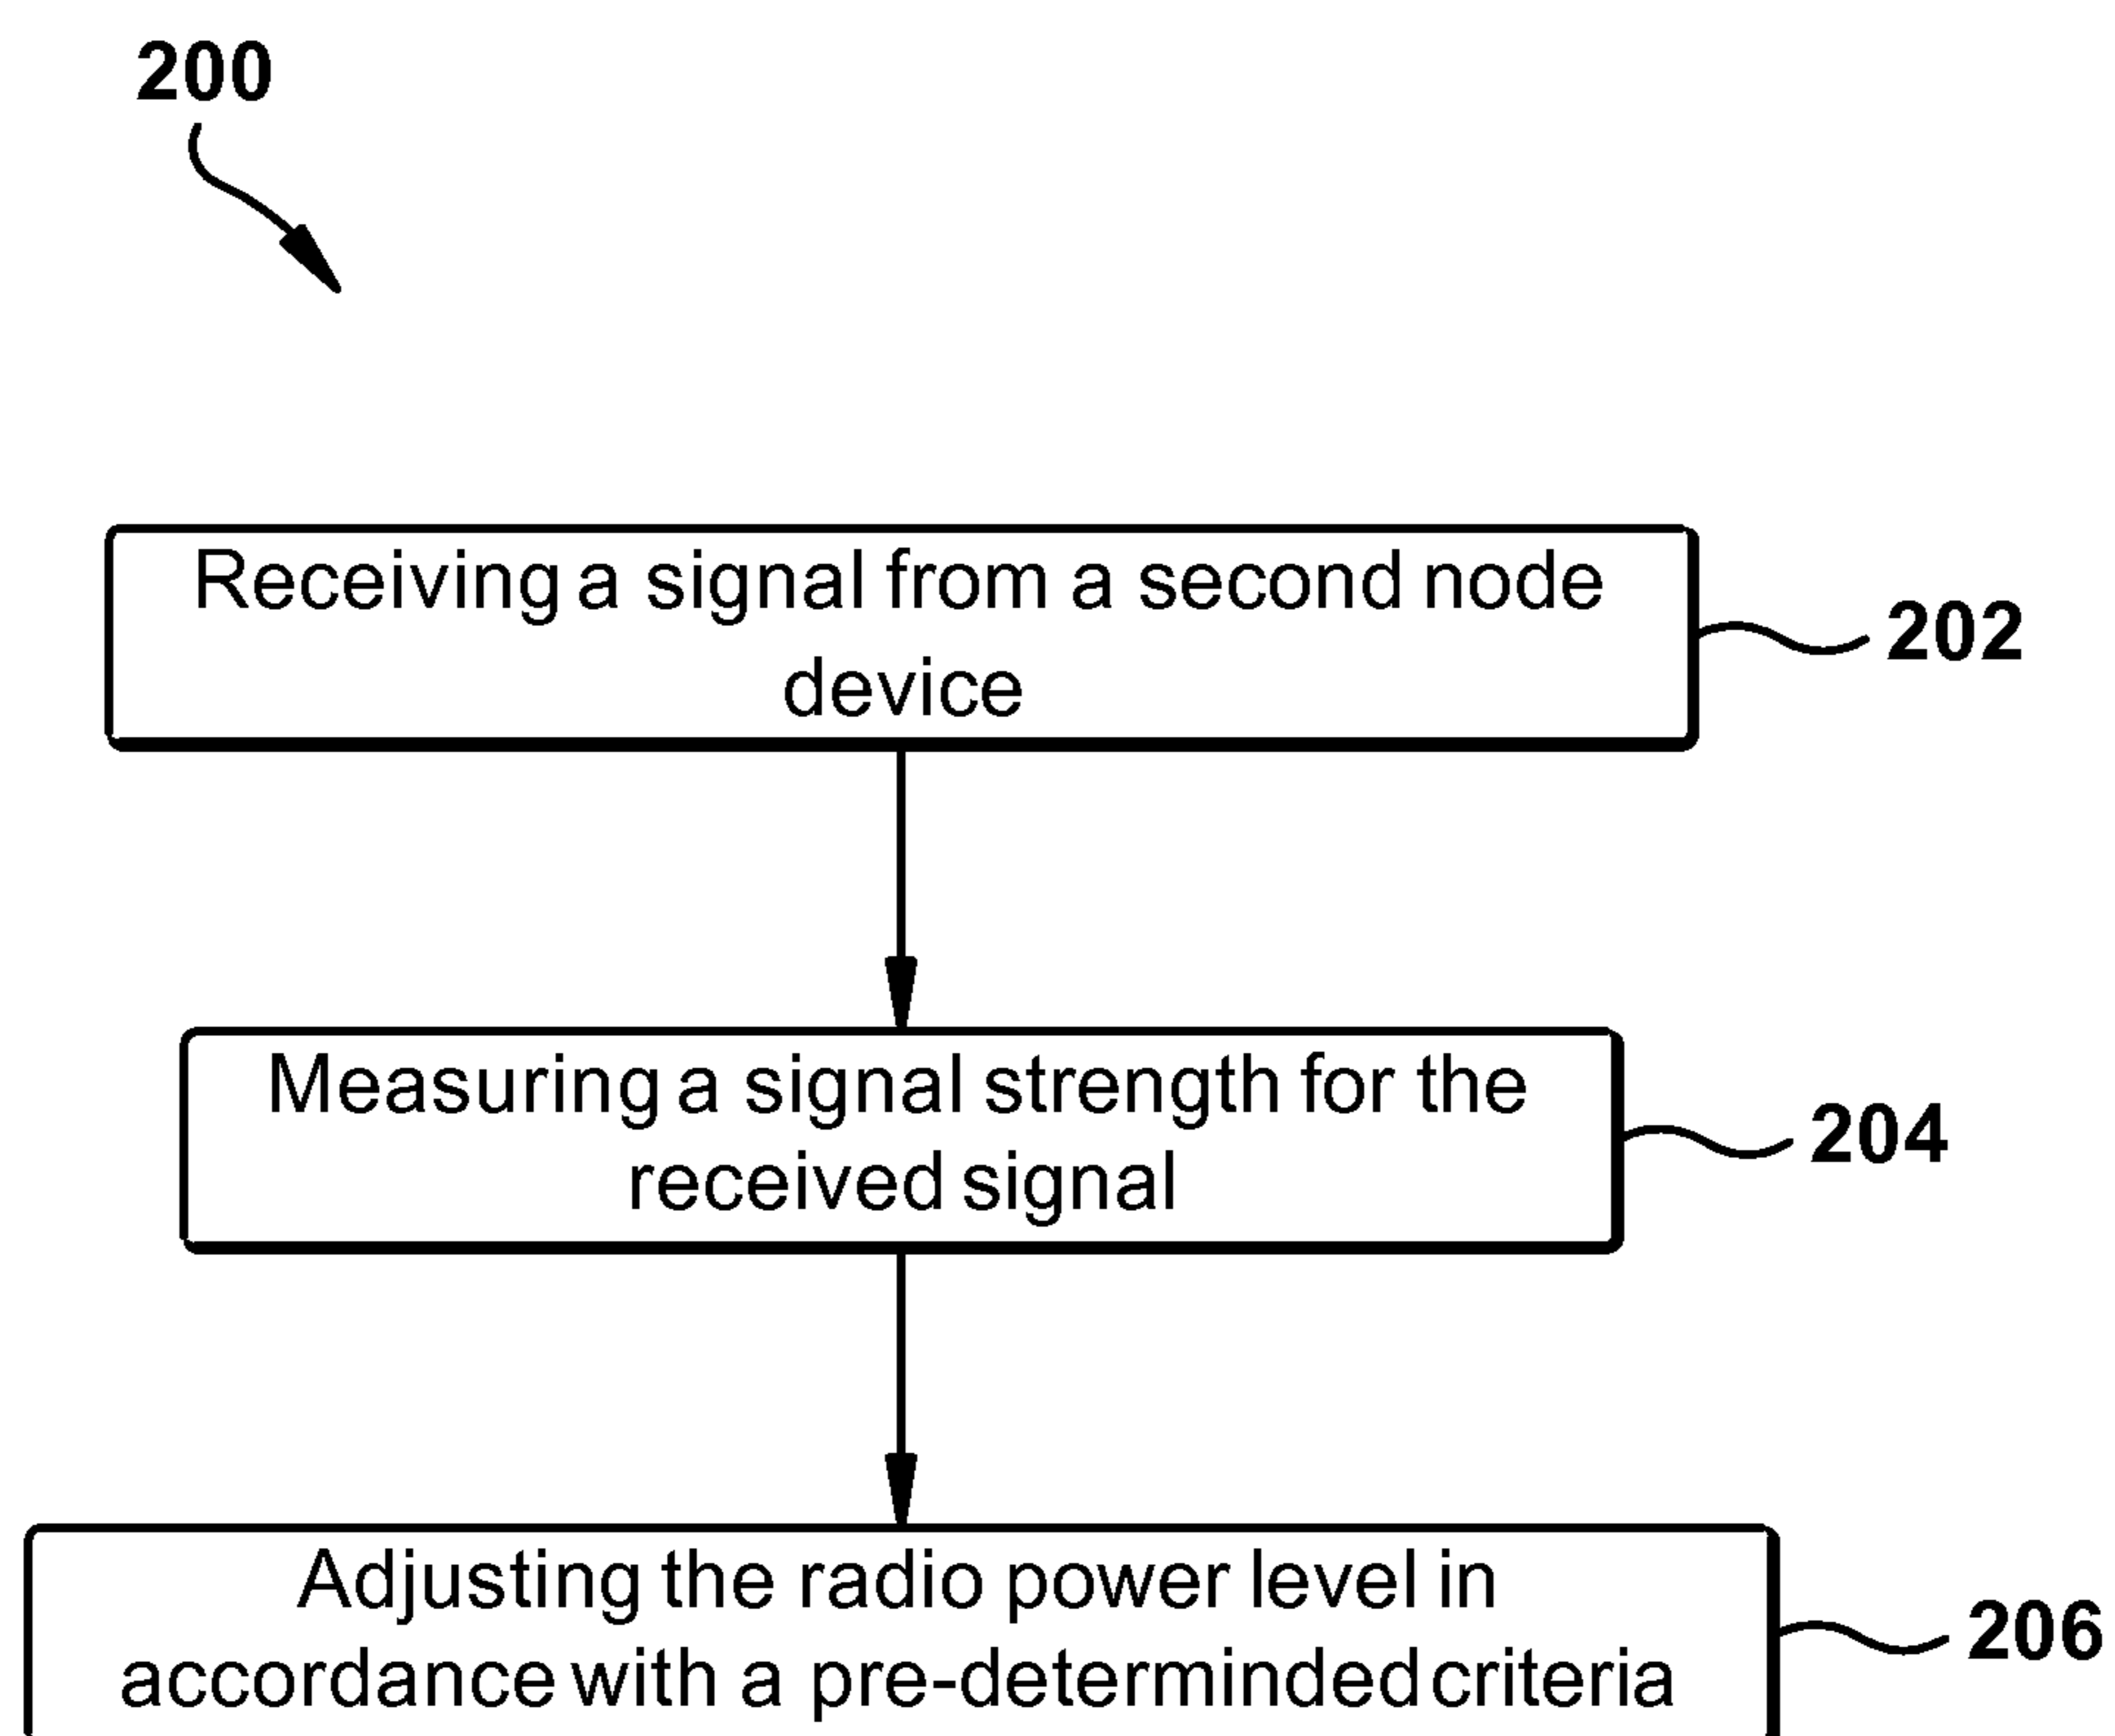 200
Receiving a signal from a second node
device
202
Measuring a signal strength for the
received signal
204
Adjusting the radio power level in
accordance with a pre-determinded criteria
206